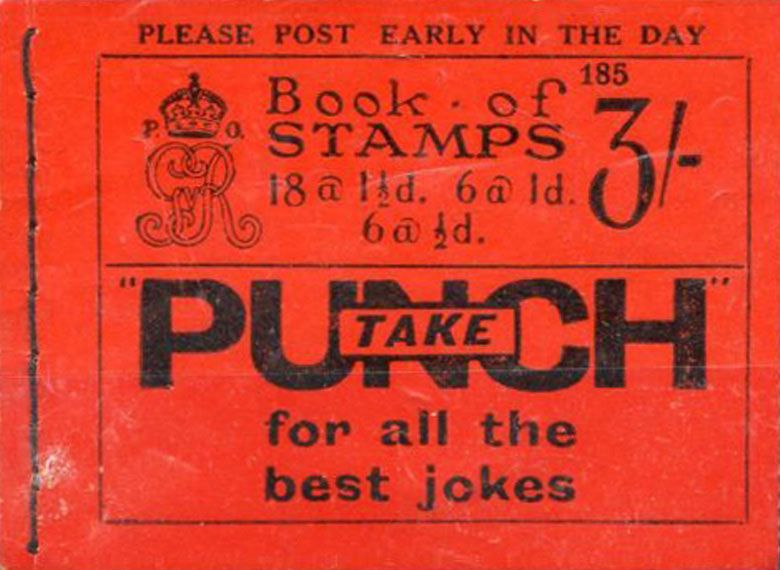 PLEASE POST EARLY IN THE DAY
185
P. O.
GR
Book · of
STAMPS
3/-
18 @ 1½d. 6 @ 1d.
6 @ ½d.
"PUNCH"
TAKE
for all the
best jokes